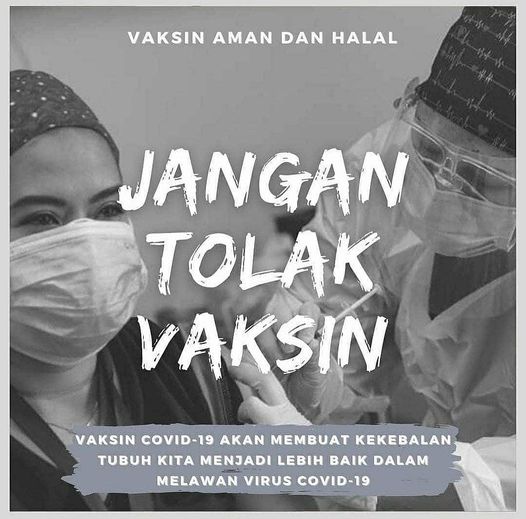 VAKSIN AMAN DAN HALAL
JANGAN
TOLAK
VAKSIN
VAKSIN COVID-19 AKAN MEMBUAT KEKEBALAN
TUBUH KITA MENJADI LEBIH BAIK DALAM
MELAWAN VIRUS COVID-19